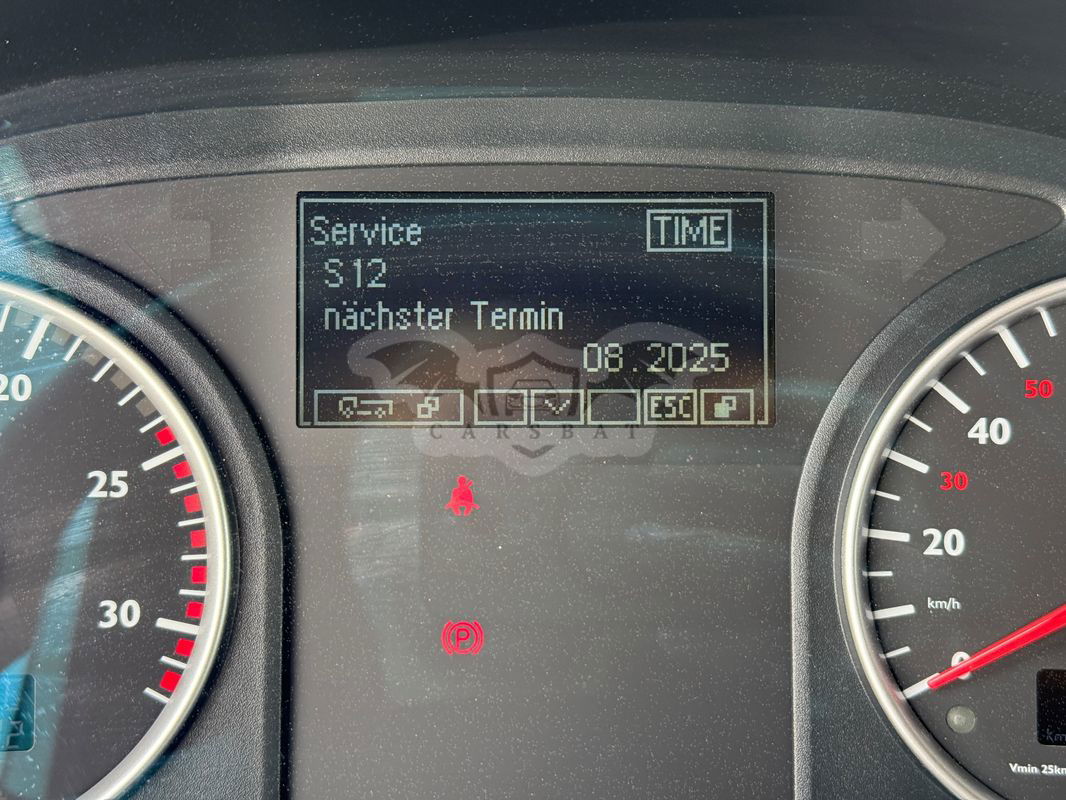 Service TIME
S12
nächster Termin
08.2025
ESC
CARSBAT
20
25
30
50
40
30
20
km/h
0
P
Vmin 25km